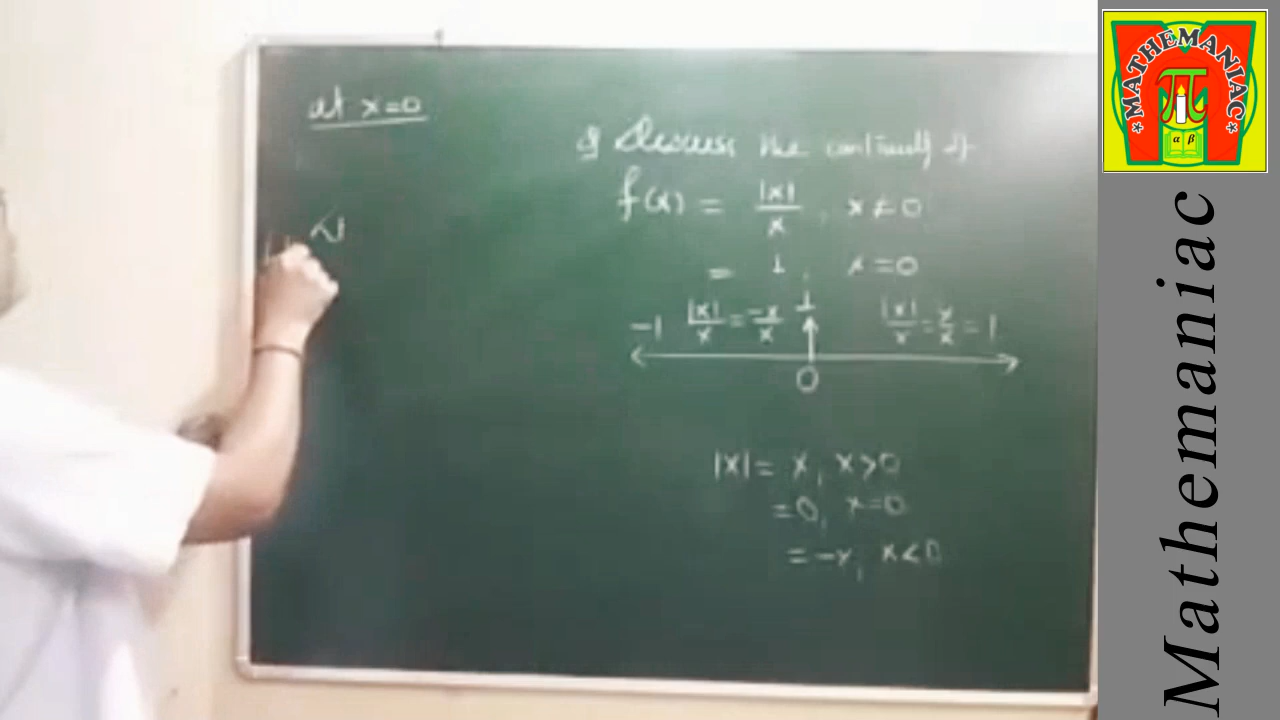 at x=0
Q Discuss the continuity of
f(x) = |x|/x , x≠0
= 1 , x=0
-1 |x|/x = -x/x 1 |x|/x = x/x = 1
0
|x| = x, x>0
=0, x=0
= -x, x<0
MATHEMANIAC
π
α β
Mathemaniac